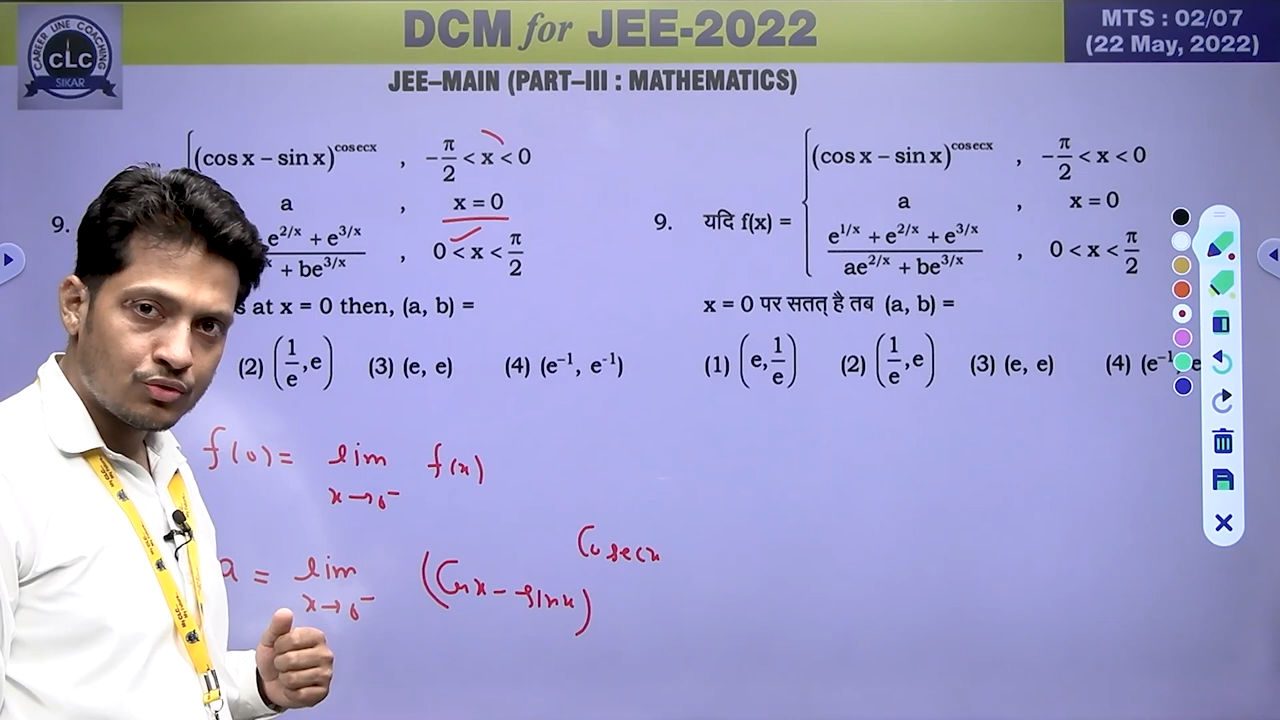 DCM for JEE-2022
MTS : 02/07
(22 May, 2022)
CAREER LINE COACHING
CLC
SIKAR
JEE–MAIN (PART–III : MATHEMATICS)
9.
(cos x – sin x)^cosecx , -π/2 < x < 0
a , x = 0
e^2/x + e^3/x
+ be^3/x , 0 < x < π/2
at x = 0 then, (a, b) =
(2) (1/e, e) (3) (e, e) (4) (e⁻¹, e⁻¹)
9. यदि f(x) =
(cos x – sin x)^cosecx , -π/2 < x < 0
a , x = 0
(e^1/x + e^2/x + e^3/x)/(ae^2/x + be^3/x) , 0 < x < π/2
x = 0 पर सतत् है तब (a, b) =
(1) (e, 1/e) (2) (1/e, e) (3) (e, e) (4) (e⁻¹, e
f(0) = lim x→0⁻ f(x)
a = lim x→0⁻ (Cosx – sinx)^Cosecx